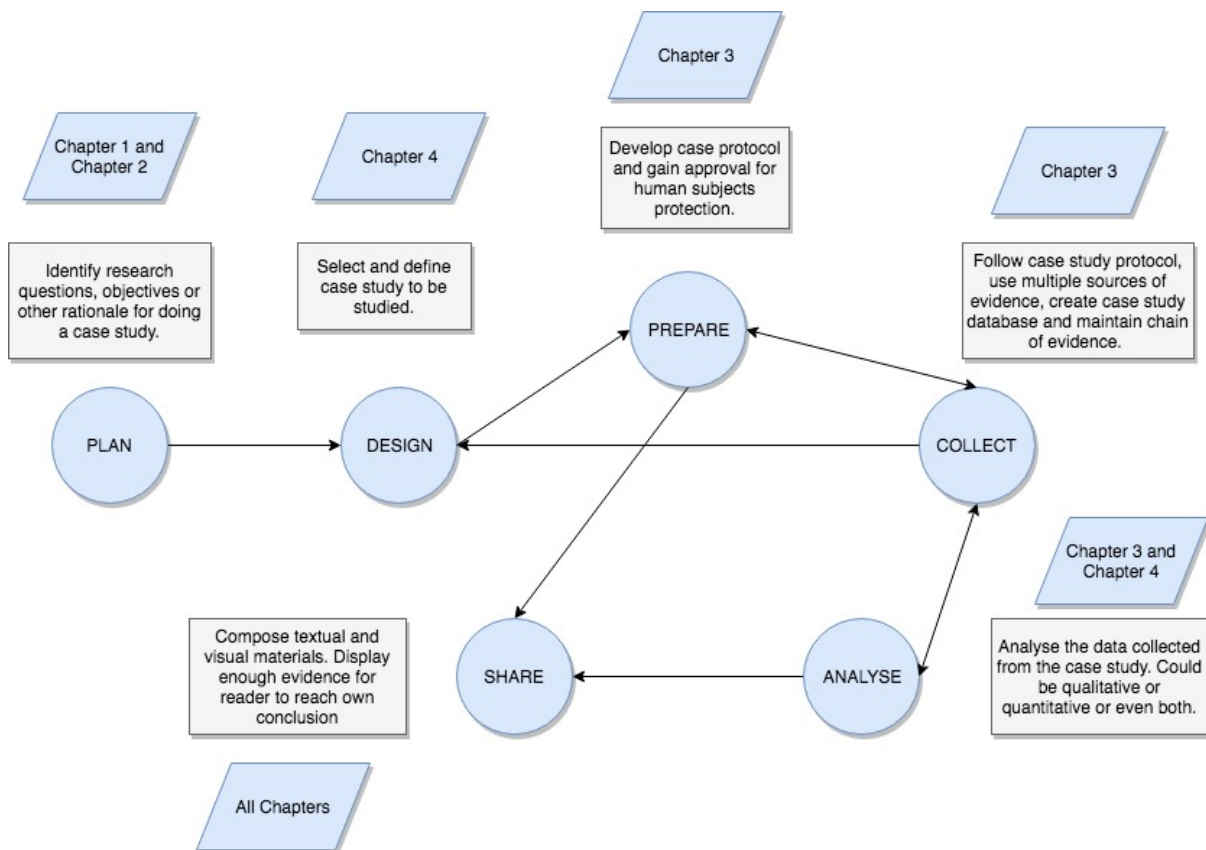 Chapter 3
Chapter 1 and
Chapter 2
Chapter 4
Chapter 3
Develop case protocol
and gain approval for
human subjects
protection.
Identify research
questions, objectives or
other rationale for doing
a case study.
Select and define
case study to be
studied.
Follow case study protocol,
use multiple sources of
evidence, create case study
database and maintain chain
of evidence.
PREPARE
PLAN
DESIGN
COLLECT
Chapter 3 and
Chapter 4
Compose textual and
visual materials. Display
enough evidence for
reader to reach own
conclusion
SHARE
ANALYSE
Analyse the data collected
from the case study. Could
be qualitative or
quantitative or even both.
All Chapters